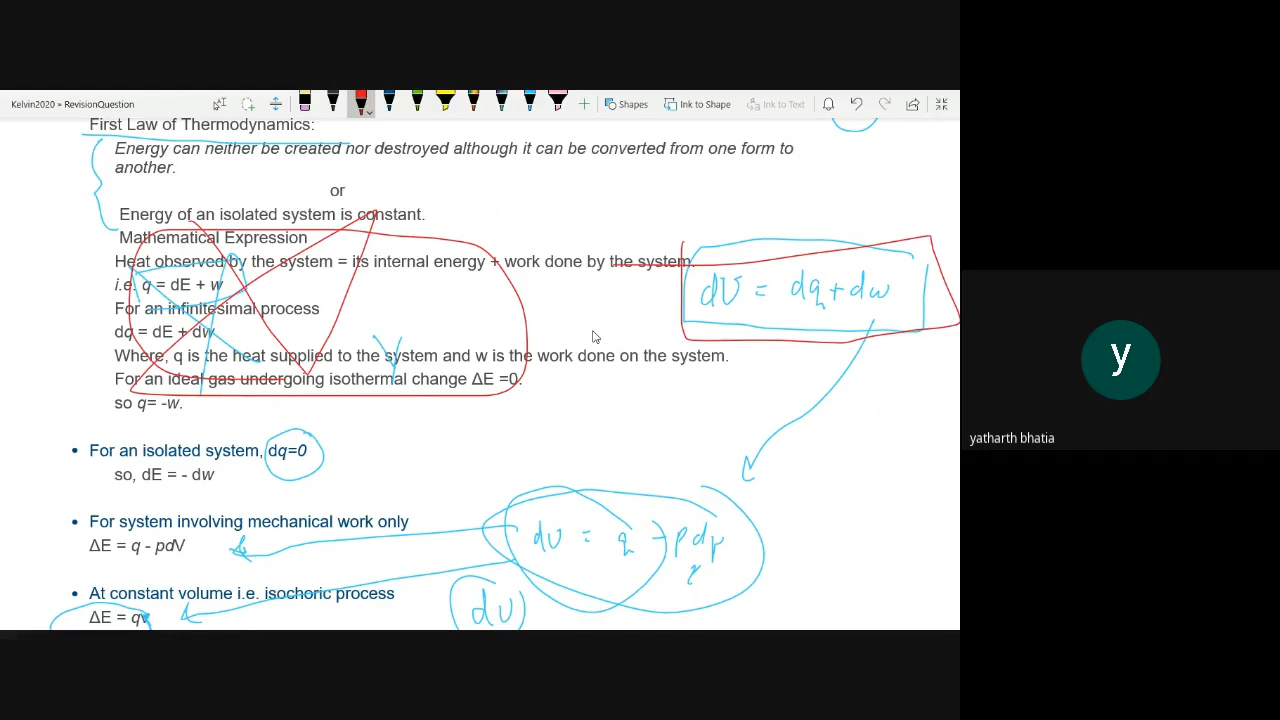 Kelvin2020 » RevisionQuestion
Shapes
Ink to Shape
Ink to Text
First Law of Thermodynamics:
Energy can neither be created nor destroyed although it can be converted from one form to
another.
or
Energy of an isolated system is constant.
Mathematical Expression
Heat observed by the system = its internal energy + work done by the system.
i.e. q = dE + w
For an infinitesimal process
dq = dE + dw
Where, q is the heat supplied to the system and w is the work done on the system.
For an ideal gas undergoing isothermal change ΔE =0.
so q= -w.
dU = dq + dw
• For an isolated system, dq=0
so, dE = - dw
• For system involving mechanical work only
ΔE = q - pdV
dU = q - pdv
• At constant volume i.e. isochoric process
ΔE = qv
dU
y
yatharth bhatia